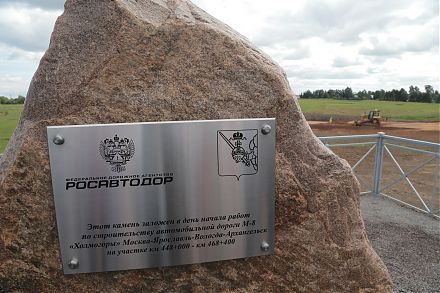 ФЕДЕРАЛЬНОЕ ДОРОЖНОЕ АГЕНТСТВО
РОСАВТОДОР
Этот камень заложен в день начала работ
по строительству автомобильной дороги М-8
«Холмогоры» Москва-Ярославль-Вологда-Архангельск
на участке км 448+000 - км 468+400